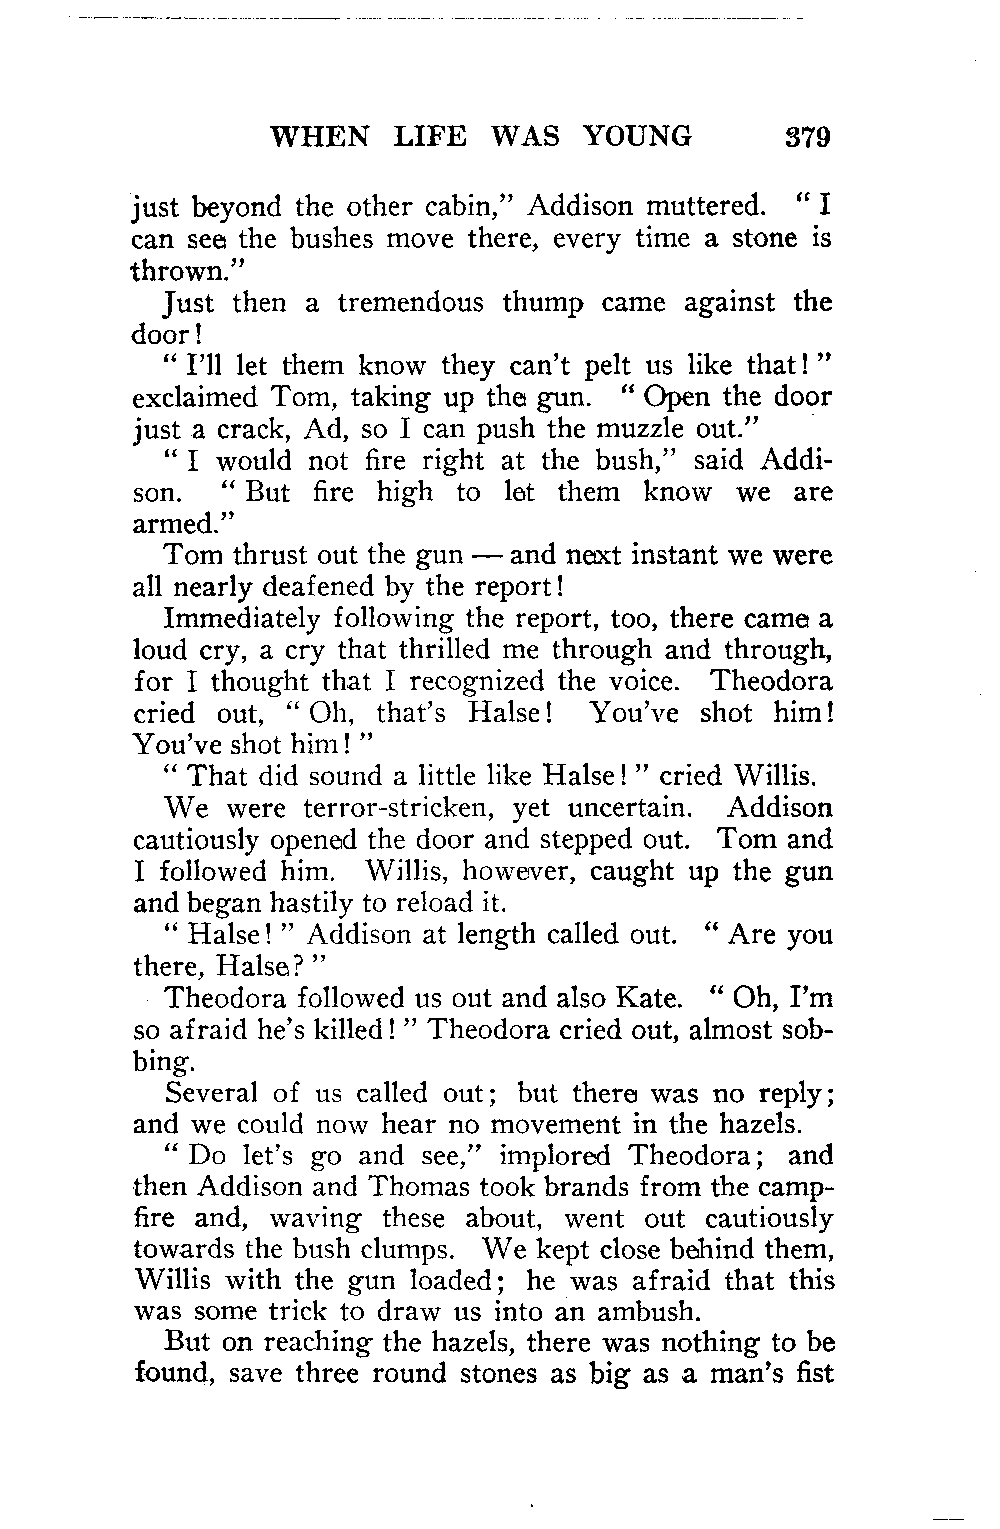 WHEN LIFE WAS YOUNG 379
just beyond the other cabin,” Addison muttered. “ I
can see the bushes move there, every time a stone is
thrown.”
Just then a tremendous thump came against the
door!
“ I’ll let them know they can’t pelt us like that! ”
exclaimed Tom, taking up the gun. “ Open the door
just a crack, Ad, so I can push the muzzle out.”
“ I would not fire right at the bush,” said Addi-
son. “ But fire high to let them know we are
armed.”
Tom thrust out the gun — and next instant we were
all nearly deafened by the report!
Immediately following the report, too, there came a
loud cry, a cry that thrilled me through and through,
for I thought that I recognized the voice. Theodora
cried out, “ Oh, that’s Halse! You’ve shot him!
You’ve shot him! ”
“ That did sound a little like Halse! ” cried Willis.
We were terror-stricken, yet uncertain. Addison
cautiously opened the door and stepped out. Tom and
I followed him. Willis, however, caught up the gun
and began hastily to reload it.
“ Halse! ” Addison at length called out. “ Are you
there, Halse? ”
Theodora followed us out and also Kate. “ Oh, I’m
so afraid he’s killed! ” Theodora cried out, almost sob-
bing.
Several of us called out; but there was no reply;
and we could now hear no movement in the hazels.
“ Do let’s go and see,” implored Theodora; and
then Addison and Thomas took brands from the camp-
fire and, waving these about, went out cautiously
towards the bush clumps. We kept close behind them,
Willis with the gun loaded; he was afraid that this
was some trick to draw us into an ambush.
But on reaching the hazels, there was nothing to be
found, save three round stones as big as a man’s fist